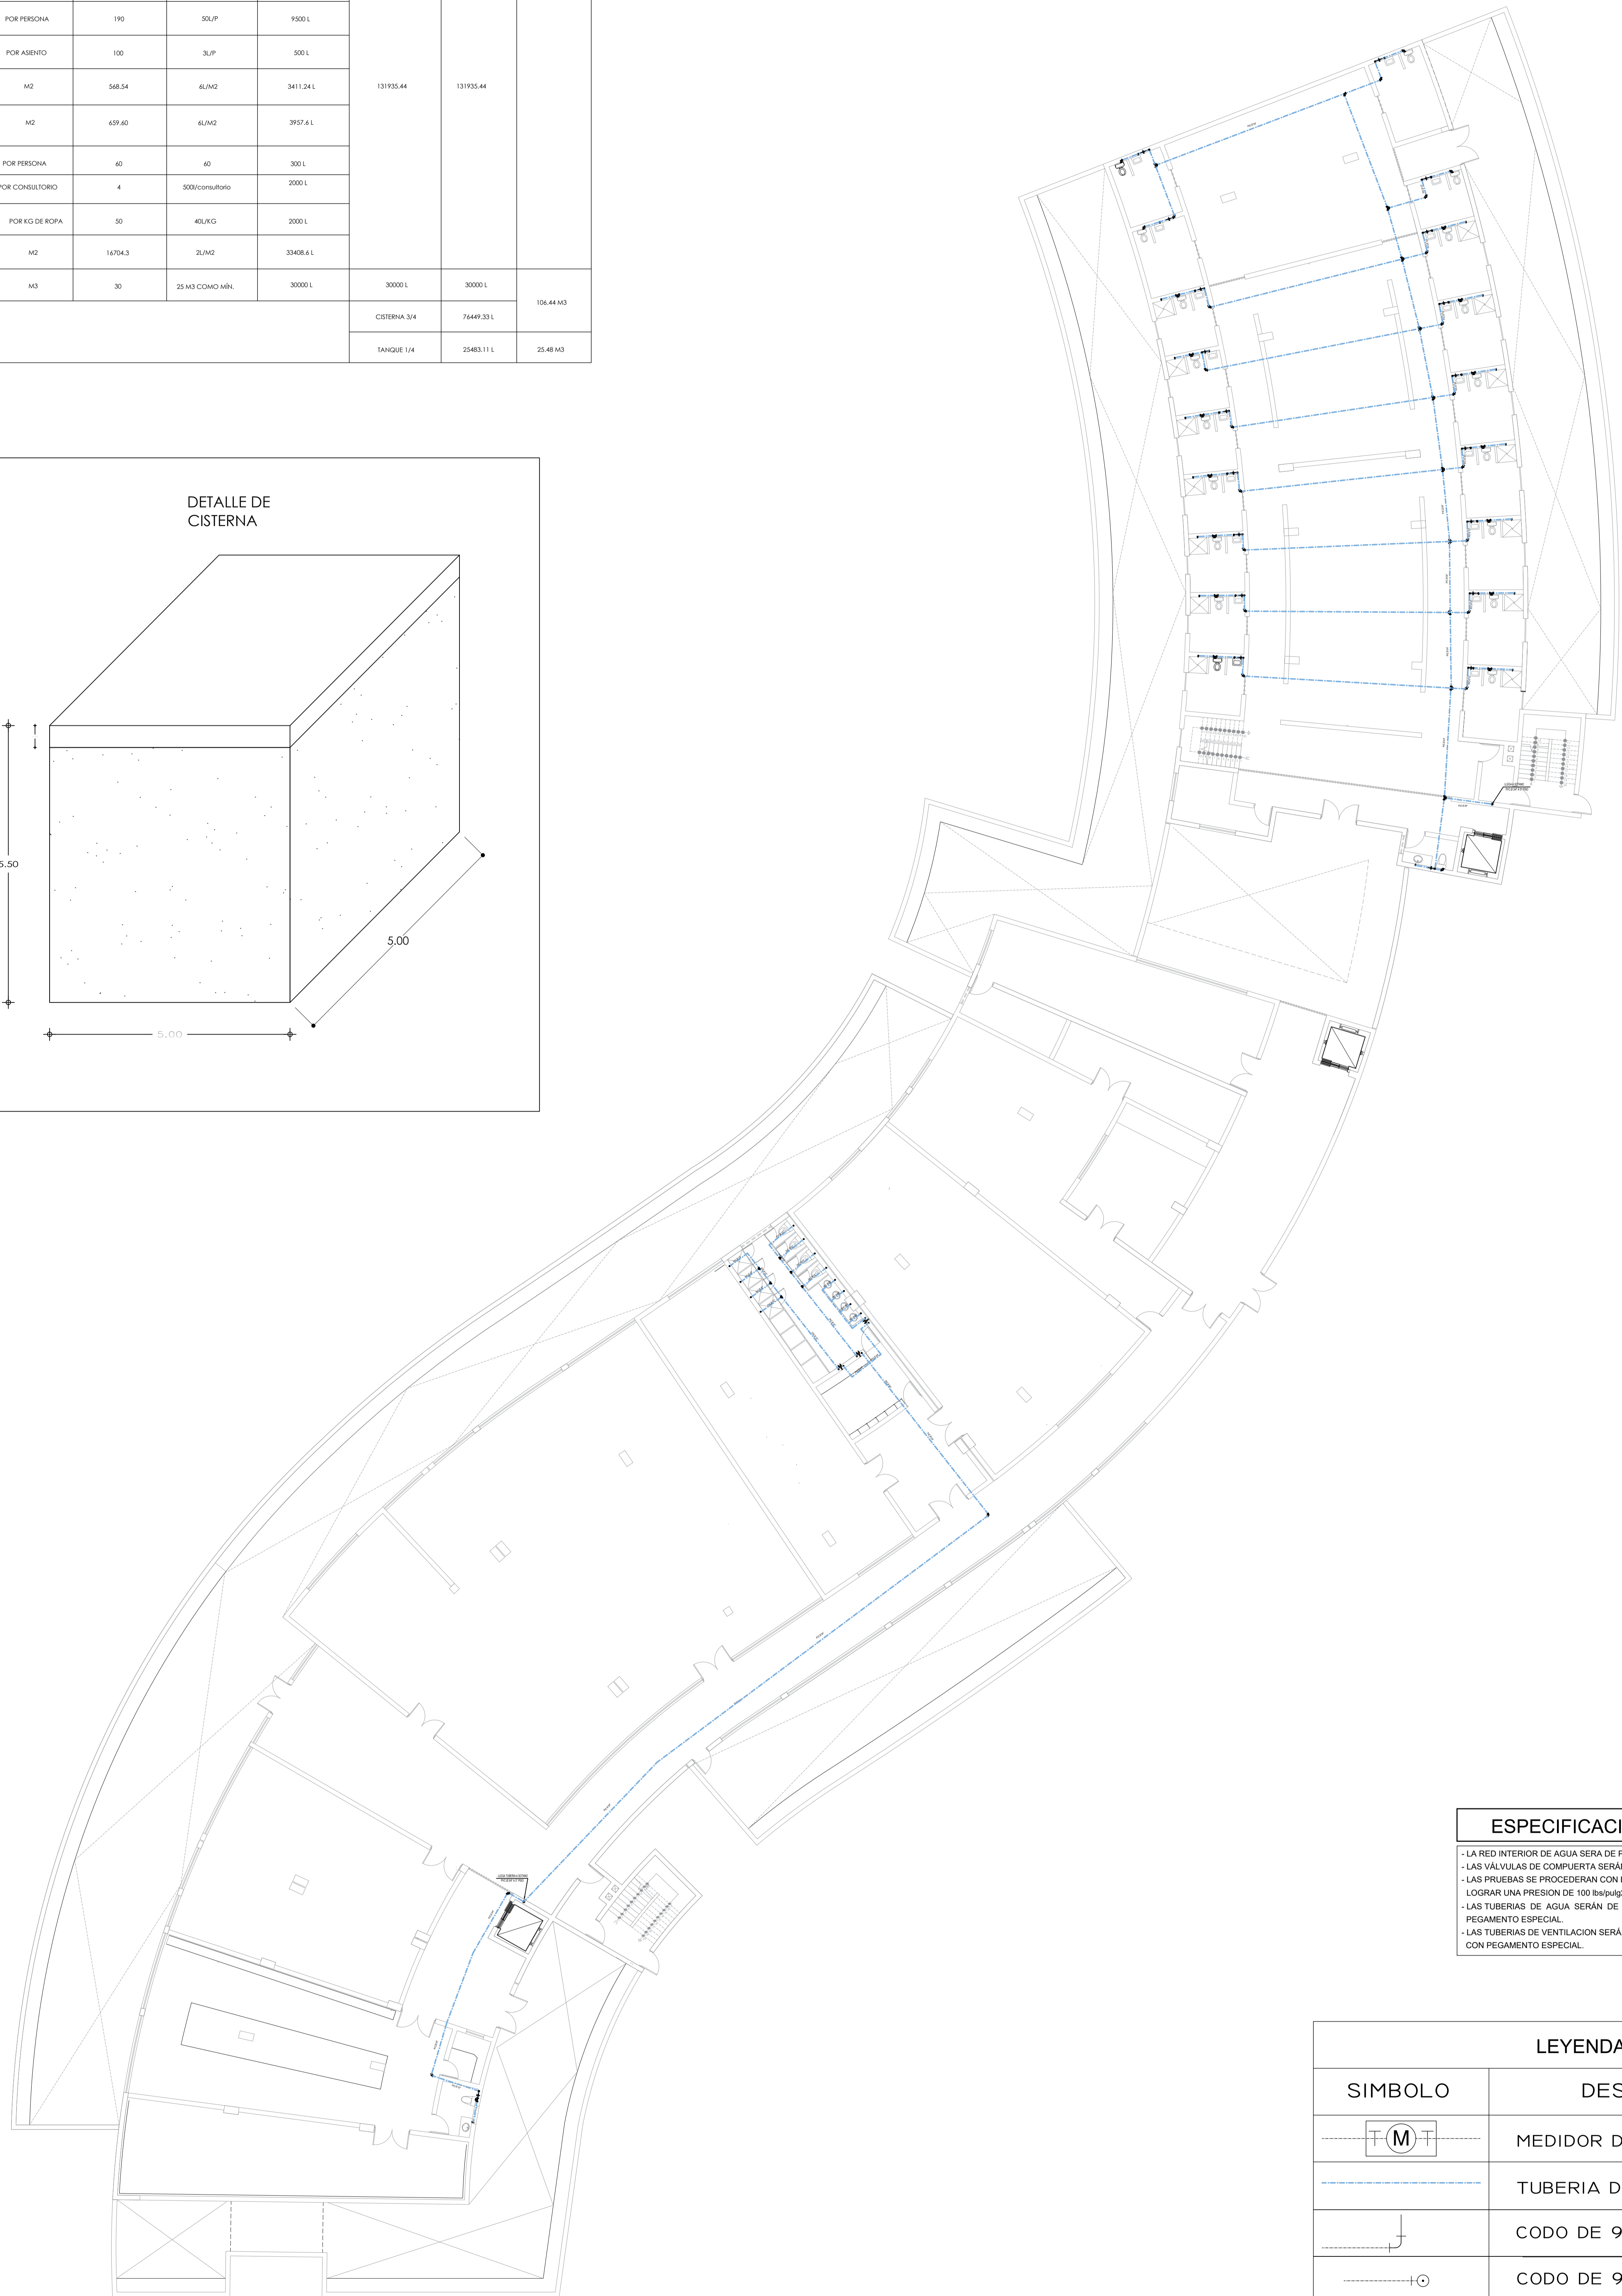 POR PERSONA 190 50L/P 9500 L
POR ASIENTO 100 3L/P 500 L
M2 568.54 6L/M2 3411.24 L 131935.44 131935.44
M2 659.60 6L/M2 3957.6 L
POR PERSONA 60 60 300 L
POR CONSULTORIO 4 500l/consultorio 2000 L
POR KG DE ROPA 50 40L/KG 2000 L
M2 16704.3 2L/M2 33408.6 L
M3 30 25 M3 COMO MÍN. 30000 L 30000 L 30000 L
106.44 M3
CISTERNA 3/4 76449.33 L
TANQUE 1/4 25483.11 L 25.48 M3
DETALLE DE
CISTERNA
5.50
5.00
5.00
ESPECIFICACI
- LA RED INTERIOR DE AGUA SERA DE P
- LAS VÁLVULAS DE COMPUERTA SERÁ
- LAS PRUEBAS SE PROCEDERAN CON
LOGRAR UNA PRESION DE 100 lbs/pulg
- LAS TUBERIAS DE AGUA SERÁN DE
PEGAMENTO ESPECIAL.
- LAS TUBERIAS DE VENTILACION SERÁ
CON PEGAMENTO ESPECIAL.
LEYENDA
SIMBOLO DES
M MEDIDOR D
TUBERIA D
CODO DE 9
CODO DE 9